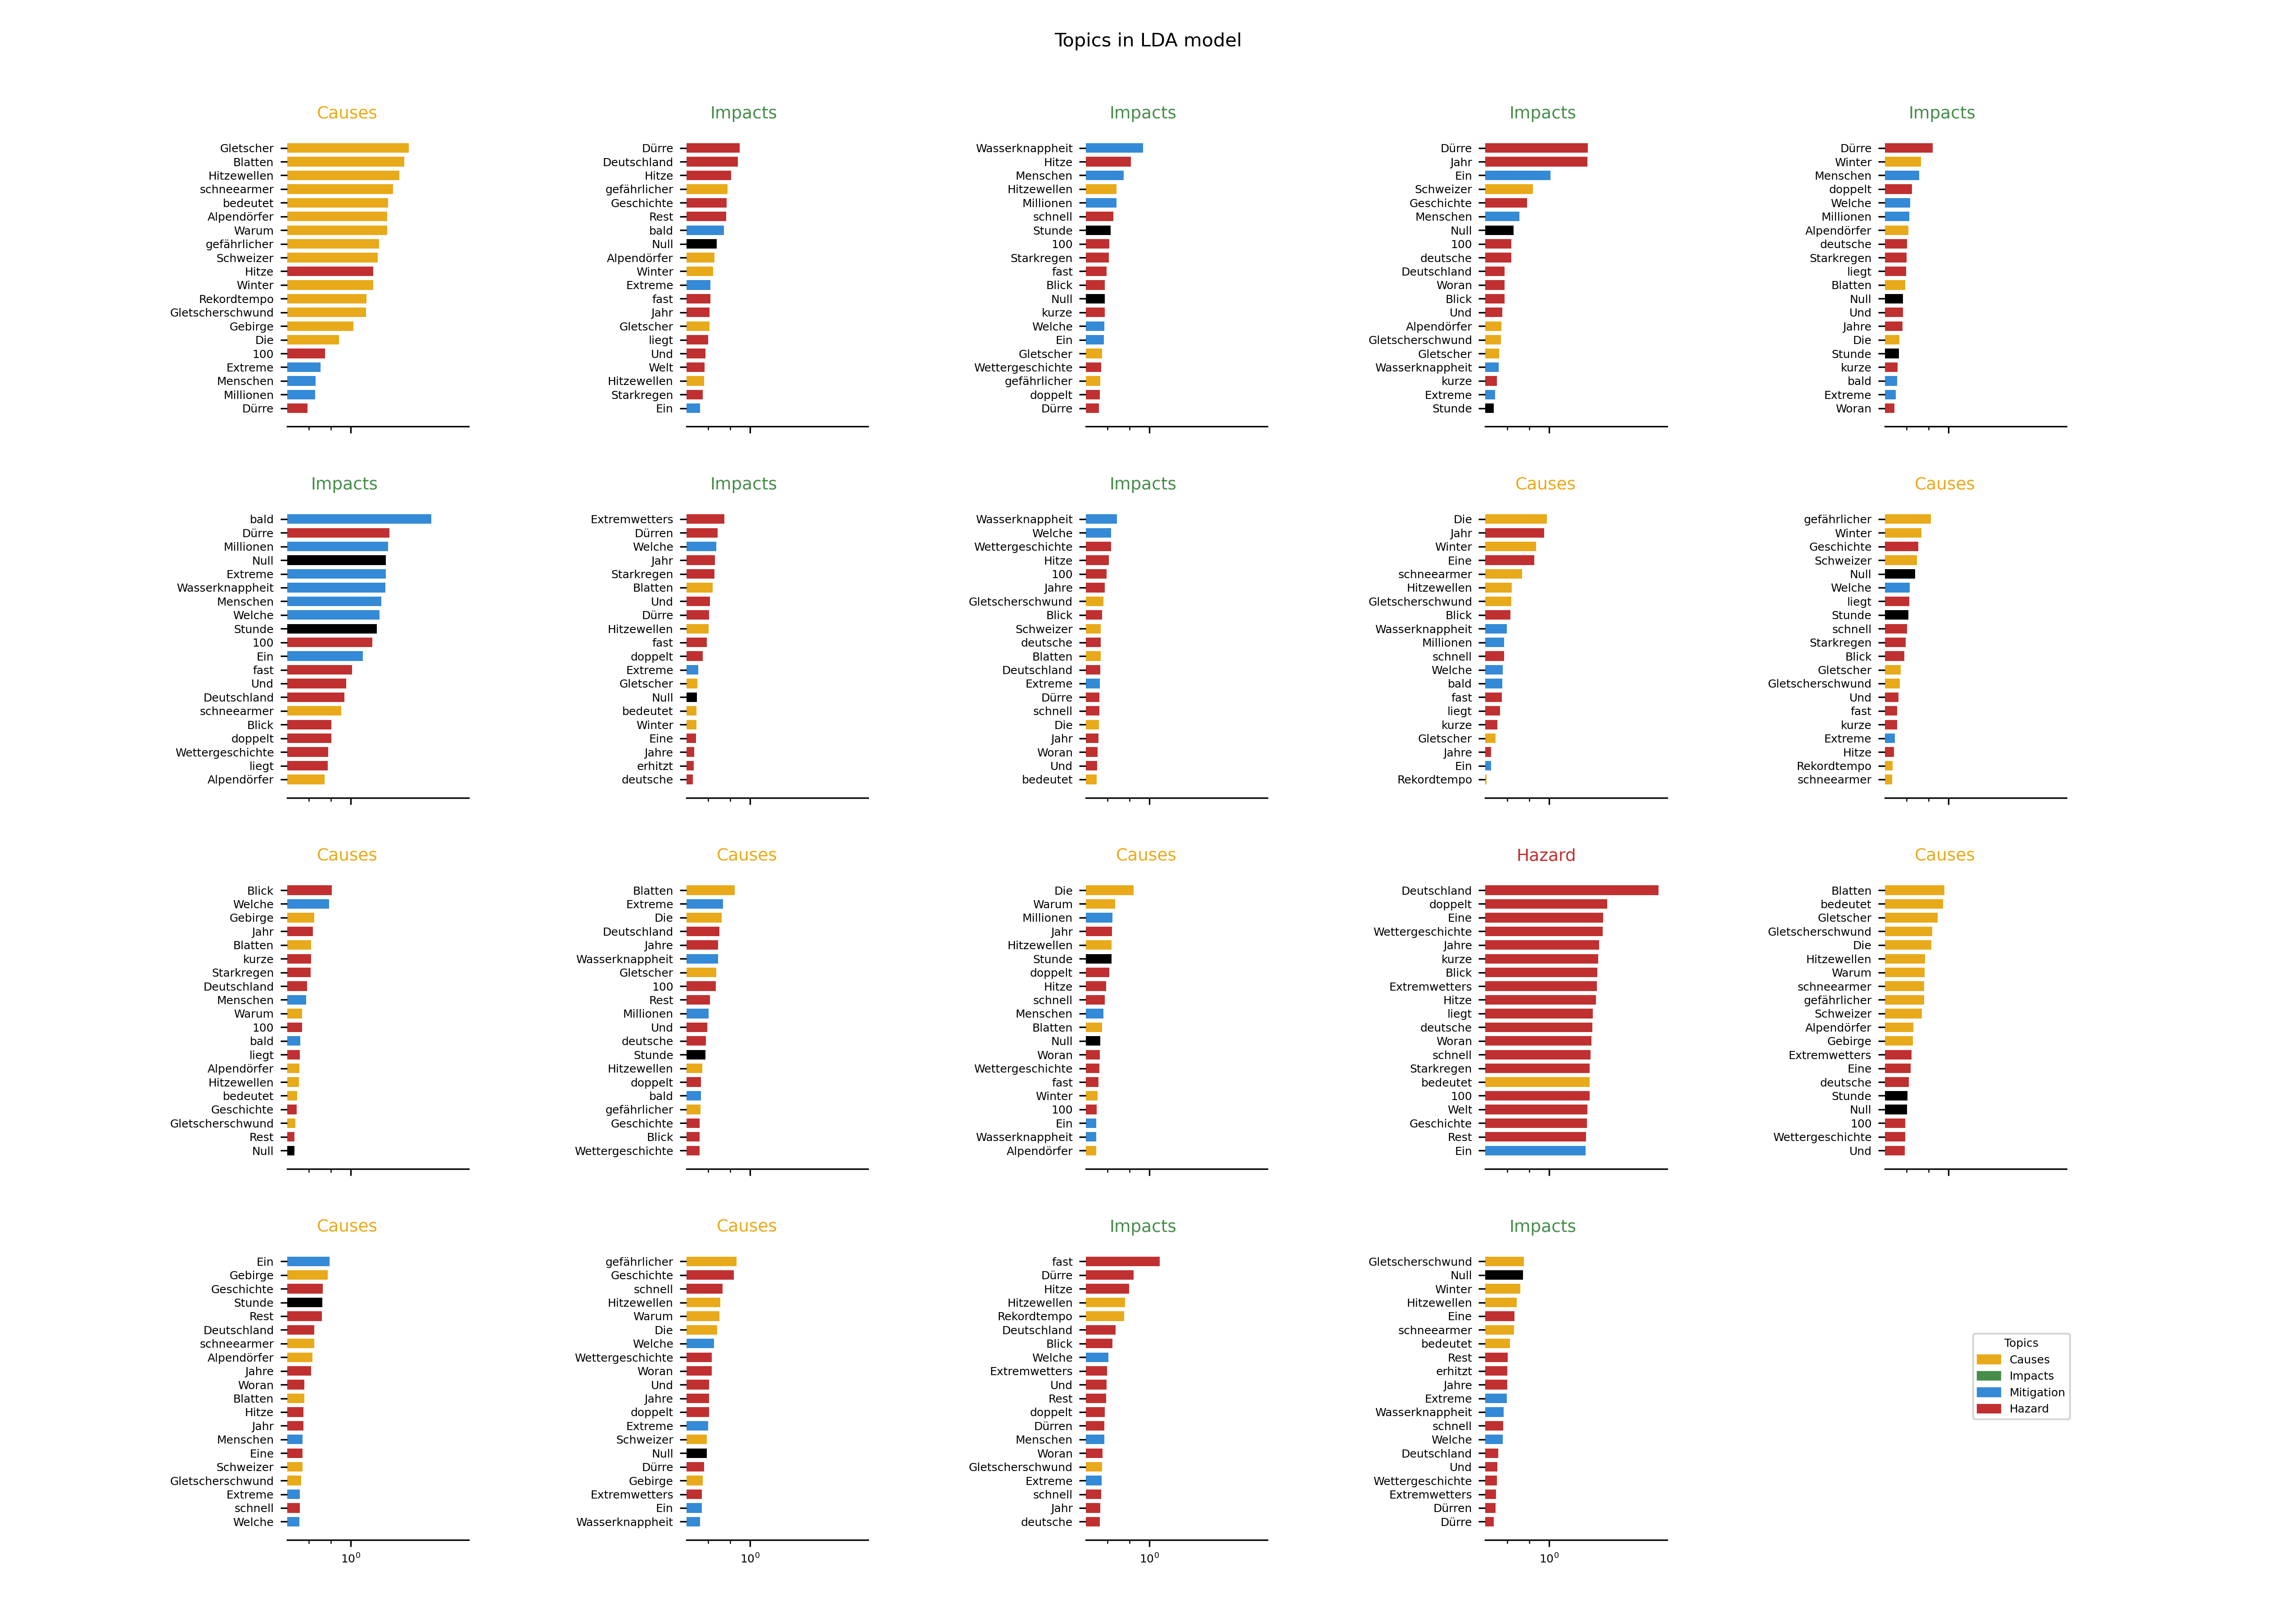 Topics in LDA model
Causes
Gletscher
Blatten
Hitzewellen
schneearmer
bedeutet
Alpendörfer
Warum
gefährlicher
Schweizer
Hitze
Winter
Rekordtempo
Gletscherschwund
Gebirge
Die
100
Extreme
Menschen
Millionen
Dürre
Impacts
Dürre
Deutschland
Hitze
gefährlicher
Geschichte
Rest
bald
Null
Alpendörfer
Winter
Extreme
fast
Jahr
Gletscher
liegt
Und
Welt
Hitzewellen
Starkregen
Ein
Impacts
Wasserknappheit
Hitze
Menschen
Hitzewellen
Millionen
schnell
Stunde
100
Starkregen
fast
Blick
Null
kurze
Welche
Ein
Gletscher
Wettergeschichte
gefährlicher
doppelt
Dürre
Impacts
Dürre
Jahr
Ein
Schweizer
Geschichte
Menschen
Null
100
deutsche
Deutschland
Woran
Blick
Und
Alpendörfer
Gletscherschwund
Gletscher
Wasserknappheit
kurze
Extreme
Stunde
Impacts
Dürre
Winter
Menschen
doppelt
Welche
Millionen
Alpendörfer
deutsche
Starkregen
liegt
Blatten
Null
Und
Jahre
Die
Stunde
kurze
bald
Extreme
Woran
Impacts
bald
Dürre
Millionen
Null
Extreme
Wasserknappheit
Menschen
Welche
Stunde
100
Ein
fast
Und
Deutschland
schneearmer
Blick
doppelt
Wettergeschichte
liegt
Alpendörfer
Impacts
Extremwetters
Dürren
Welche
Jahr
Starkregen
Blatten
Und
Dürre
Hitzewellen
fast
doppelt
Extreme
Gletscher
Null
bedeutet
Winter
Eine
Jahre
erhitzt
deutsche
Impacts
Wasserknappheit
Welche
Wettergeschichte
Hitze
100
Jahre
Gletscherschwund
Blick
Schweizer
deutsche
Blatten
Deutschland
Extreme
Dürre
schnell
Die
Jahr
Woran
Und
bedeutet
Causes
Die
Jahr
Winter
Eine
schneearmer
Hitzewellen
Gletscherschwund
Blick
Wasserknappheit
Millionen
schnell
Welche
bald
fast
liegt
kurze
Gletscher
Jahre
Ein
Rekordtempo
Causes
gefährlicher
Winter
Geschichte
Schweizer
Null
Welche
liegt
Stunde
schnell
Starkregen
Blick
Gletscher
Gletscherschwund
Und
fast
kurze
Extreme
Hitze
Rekordtempo
schneearmer
Causes
Blick
Welche
Gebirge
Jahr
Blatten
kurze
Starkregen
Deutschland
Menschen
Warum
100
bald
liegt
Alpendörfer
Hitzewellen
bedeutet
Geschichte
Gletscherschwund
Rest
Null
Causes
Blatten
Extreme
Die
Deutschland
Jahre
Wasserknappheit
Gletscher
100
Rest
Millionen
Und
deutsche
Stunde
Hitzewellen
doppelt
bald
gefährlicher
Geschichte
Blick
Wettergeschichte
Causes
Die
Warum
Millionen
Jahr
Hitzewellen
Stunde
doppelt
Hitze
schnell
Menschen
Blatten
Null
Woran
Wettergeschichte
fast
Winter
100
Ein
Wasserknappheit
Alpendörfer
Hazard
Deutschland
doppelt
Eine
Wettergeschichte
Jahre
kurze
Blick
Extremwetters
Hitze
liegt
deutsche
Woran
schnell
Starkregen
bedeutet
100
Welt
Geschichte
Rest
Ein
Causes
Blatten
bedeutet
Gletscher
Gletscherschwund
Die
Hitzewellen
Warum
schneearmer
gefährlicher
Schweizer
Alpendörfer
Gebirge
Extremwetters
Eine
deutsche
Stunde
Null
100
Wettergeschichte
Und
Causes
Ein
Gebirge
Geschichte
Stunde
Rest
Deutschland
schneearmer
Alpendörfer
Jahre
Woran
Blatten
Hitze
Jahr
Menschen
Eine
Schweizer
Gletscherschwund
Extreme
schnell
Welche
10⁰
Causes
gefährlicher
Geschichte
schnell
Hitzewellen
Warum
Die
Welche
Wettergeschichte
Woran
Und
Jahre
doppelt
Extreme
Schweizer
Null
Dürre
Gebirge
Extremwetters
Ein
Wasserknappheit
10⁰
Impacts
fast
Dürre
Hitze
Hitzewellen
Rekordtempo
Deutschland
Blick
Welche
Extremwetters
Und
Rest
doppelt
Dürren
Menschen
Woran
Gletscherschwund
Extreme
schnell
Jahr
deutsche
10⁰
Impacts
Gletscherschwund
Null
Winter
Hitzewellen
Eine
schneearmer
bedeutet
Rest
erhitzt
Jahre
Extreme
Wasserknappheit
schnell
Welche
Deutschland
Und
Wettergeschichte
Extremwetters
Dürren
Dürre
10⁰
Topics
Causes
Impacts
Mitigation
Hazard